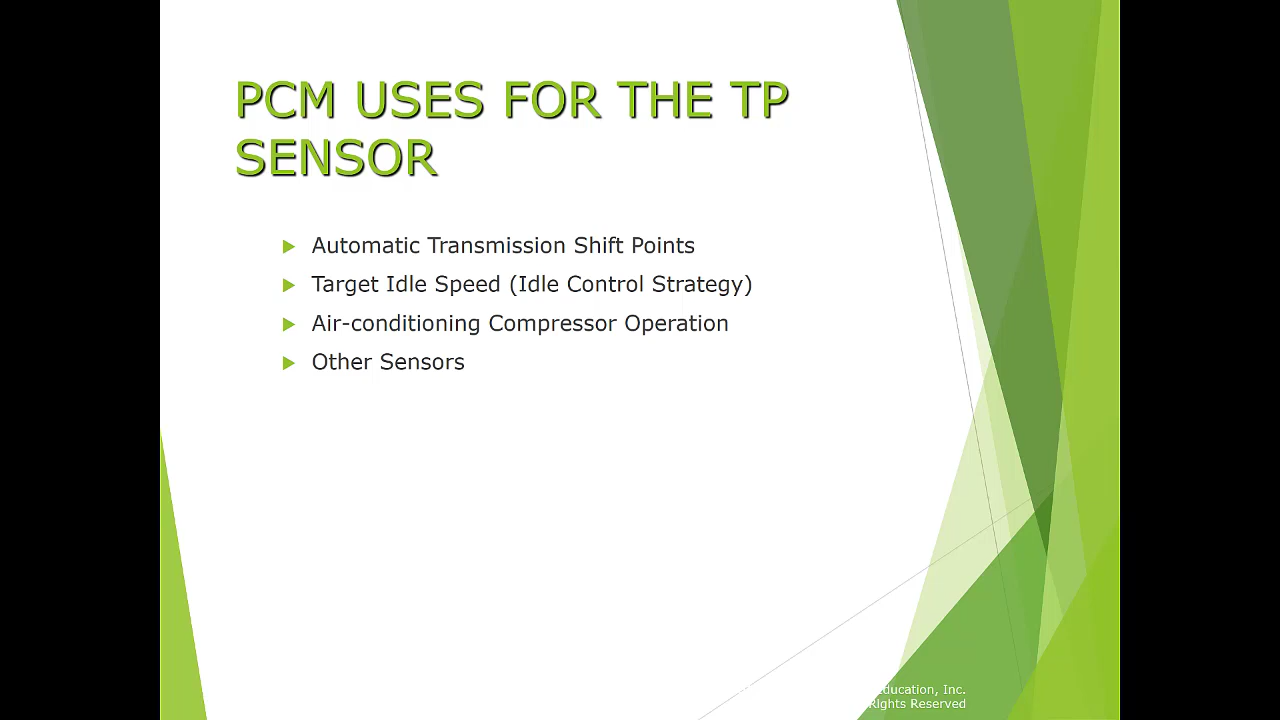 PCM USES FOR THE TP
SENSOR
Automatic Transmission Shift Points
Target Idle Speed (Idle Control Strategy)
Air-conditioning Compressor Operation
Other Sensors
Education, Inc.
Rights Reserved